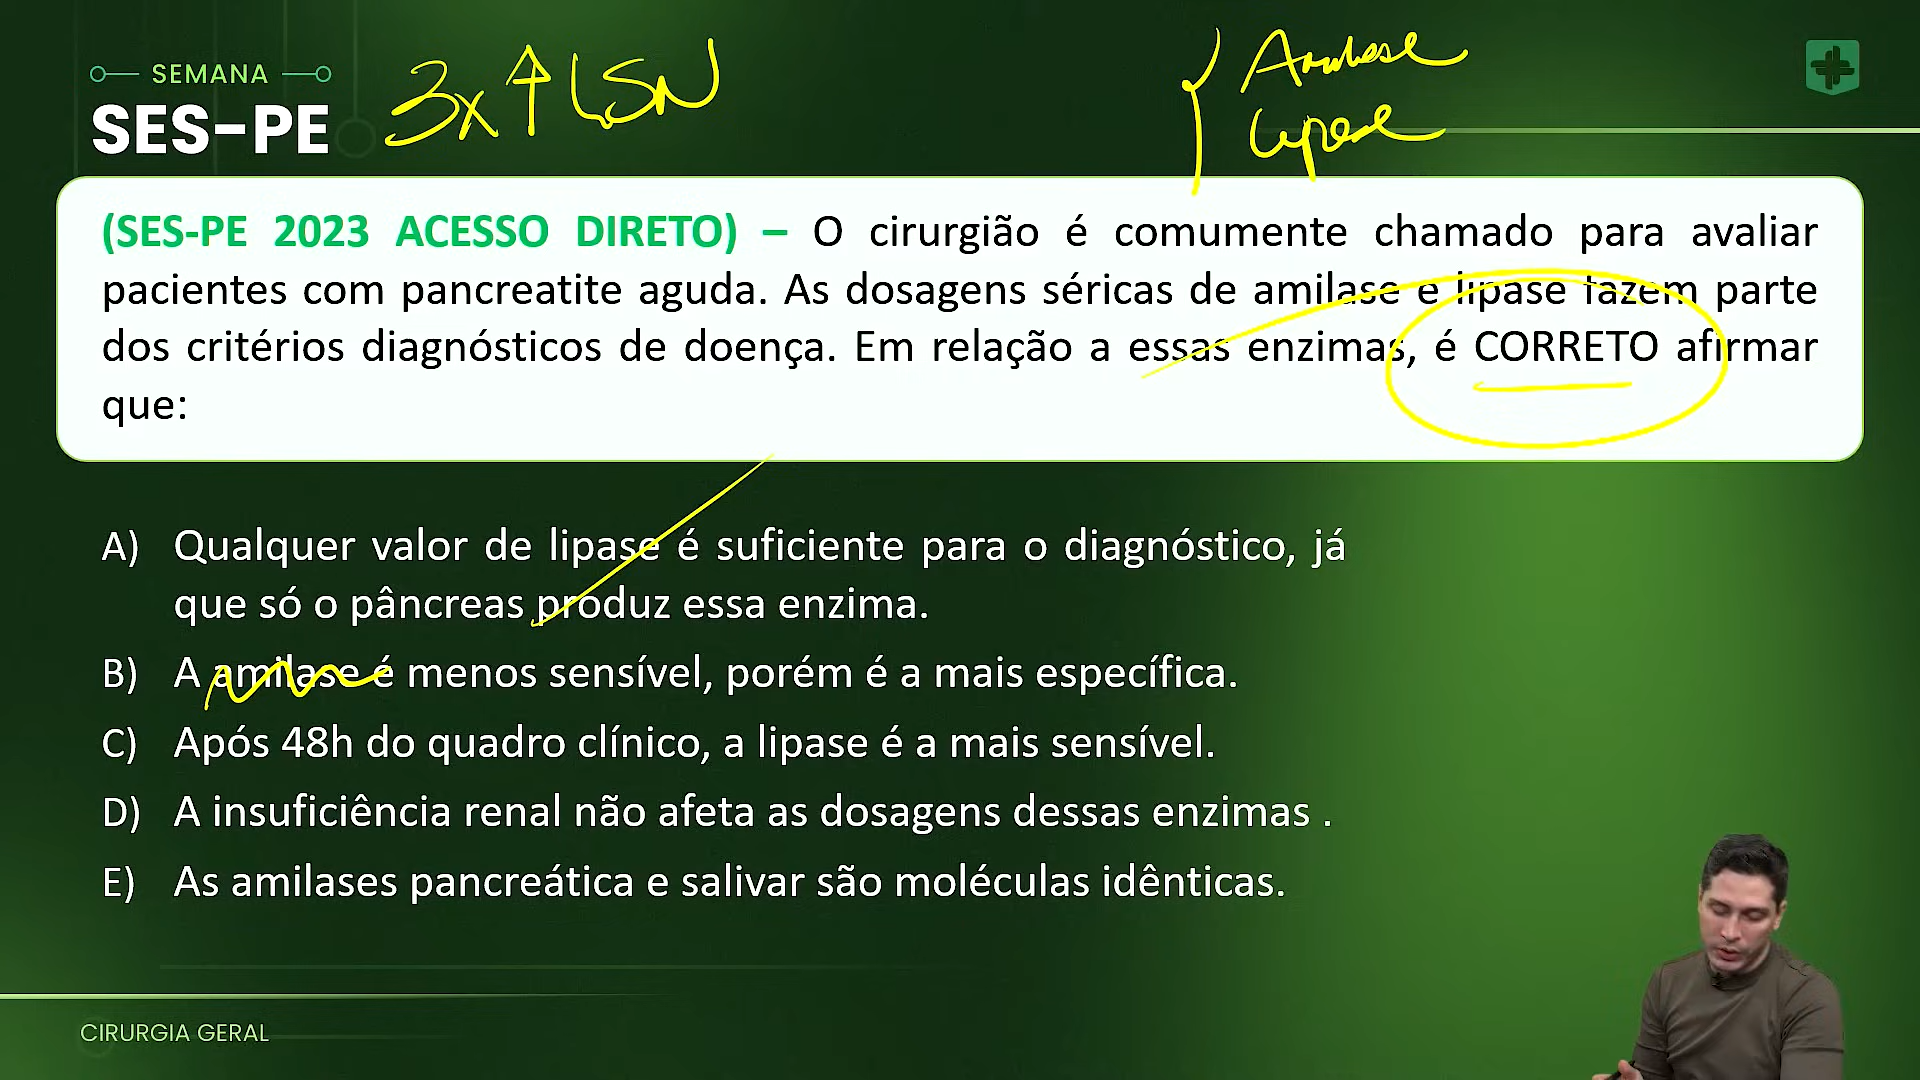 SEMANA
SES-PE
3x ↑ LSN
Amilase
Lipase
(SES-PE 2023 ACESSO DIRETO) – O cirurgião é comumente chamado para avaliar
pacientes com pancreatite aguda. As dosagens séricas de amilase e lipase fazem parte
dos critérios diagnósticos de doença. Em relação a essas enzimas, é CORRETO afirmar
que:
A) Qualquer valor de lipase é suficiente para o diagnóstico, já
que só o pâncreas produz essa enzima.
B) A amilase é menos sensível, porém é a mais específica.
C) Após 48h do quadro clínico, a lipase é a mais sensível.
D) A insuficiência renal não afeta as dosagens dessas enzimas .
E) As amilases pancreática e salivar são moléculas idênticas.
CIRURGIA GERAL